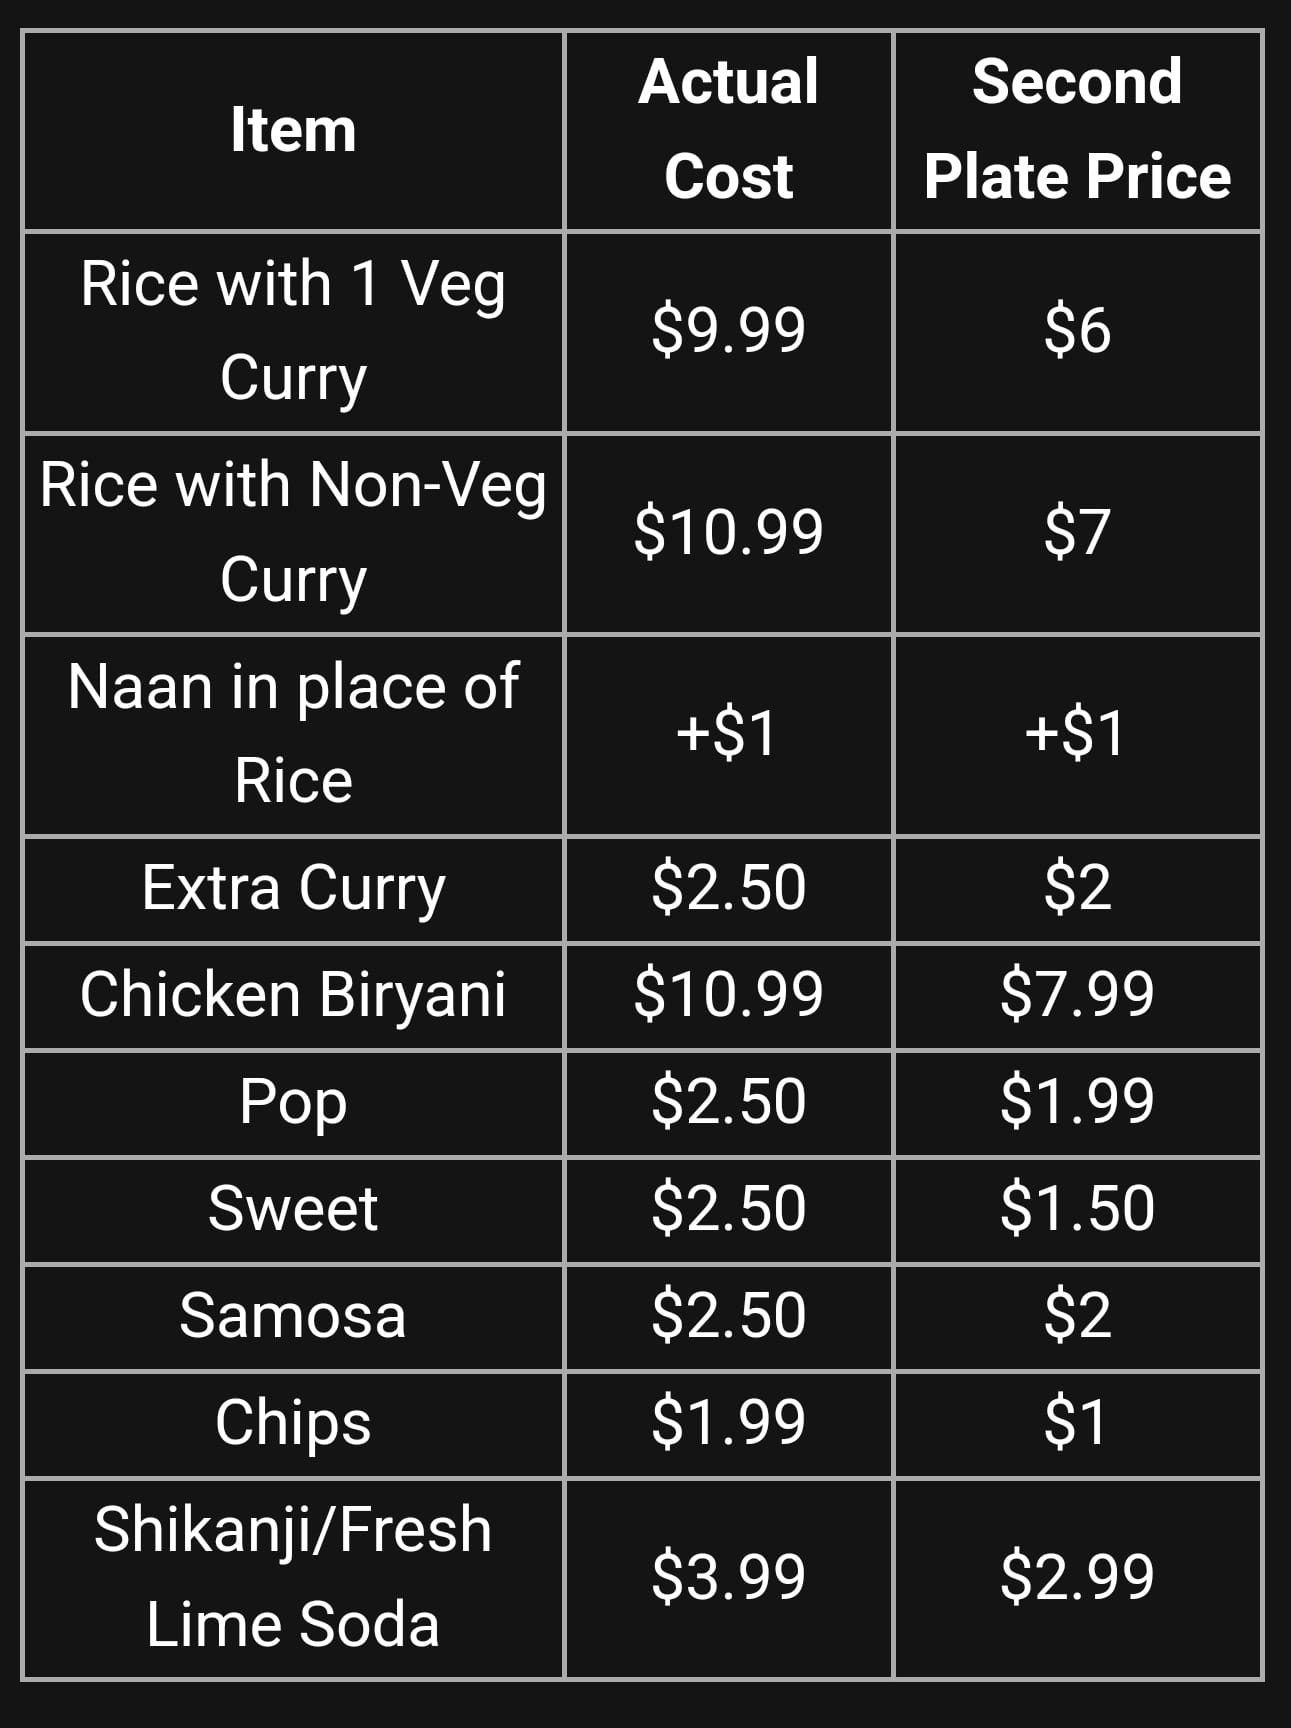 Item
Actual
Cost
Second
Plate Price
Rice with 1 Veg
Curry
$9.99
$6
Rice with Non-Veg
Curry
$10.99
$7
Naan in place of
Rice
+$1
+$1
Extra Curry
$2.50
$2
Chicken Biryani
$10.99
$7.99
Pop
$2.50
$1.99
Sweet
$2.50
$1.50
Samosa
$2.50
$2
Chips
$1.99
$1
Shikanji/Fresh
Lime Soda
$3.99
$2.99